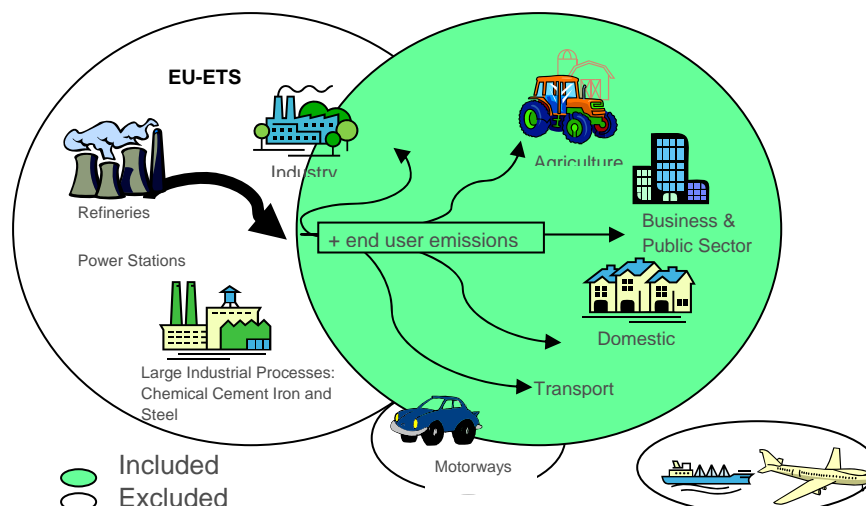 EU-ETS
Industry
Agriculture
Refineries
+ end user emissions
Business &
Public Sector
Power Stations
Domestic
Large Industrial Processes:
Chemical Cement Iron and
Steel
Transport
Motorways
Included
Excluded